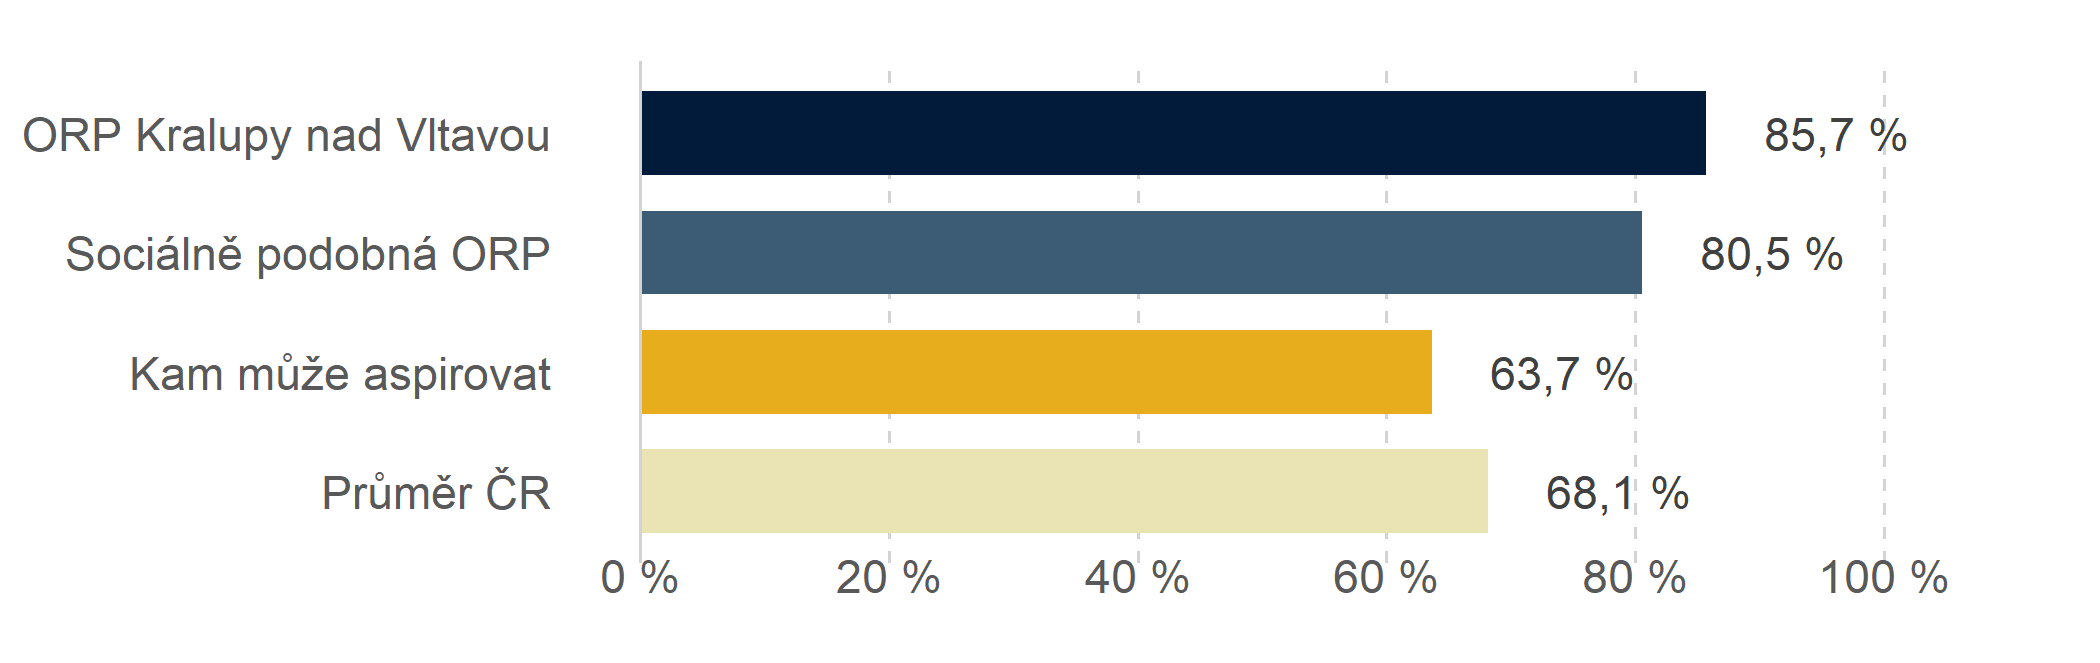 ORP Kralupy nad Vltavou 85,7 %
Sociálně podobná ORP 80,5 %
Kam může aspirovat 63,7 %
Průměr ČR 68,1 %
0 % 20 % 40 % 60 % 80 % 100 %